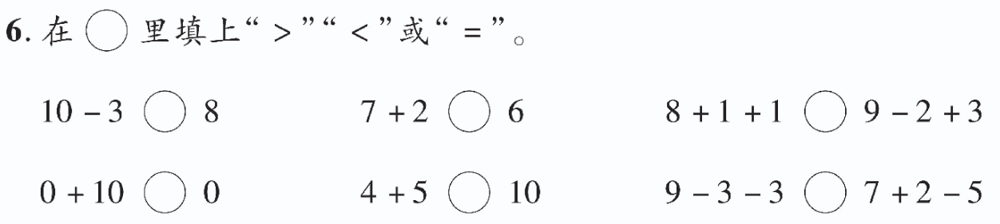 6. 在 ○ 里填上“ > ”“ < ”或“ = ”。
10 − 3 ○ 8 7 + 2 ○ 6 8 + 1 + 1 ○ 9 − 2 + 3
0 + 10 ○ 0 4 + 5 ○ 10 9 − 3 − 3 ○ 7 + 2 − 5